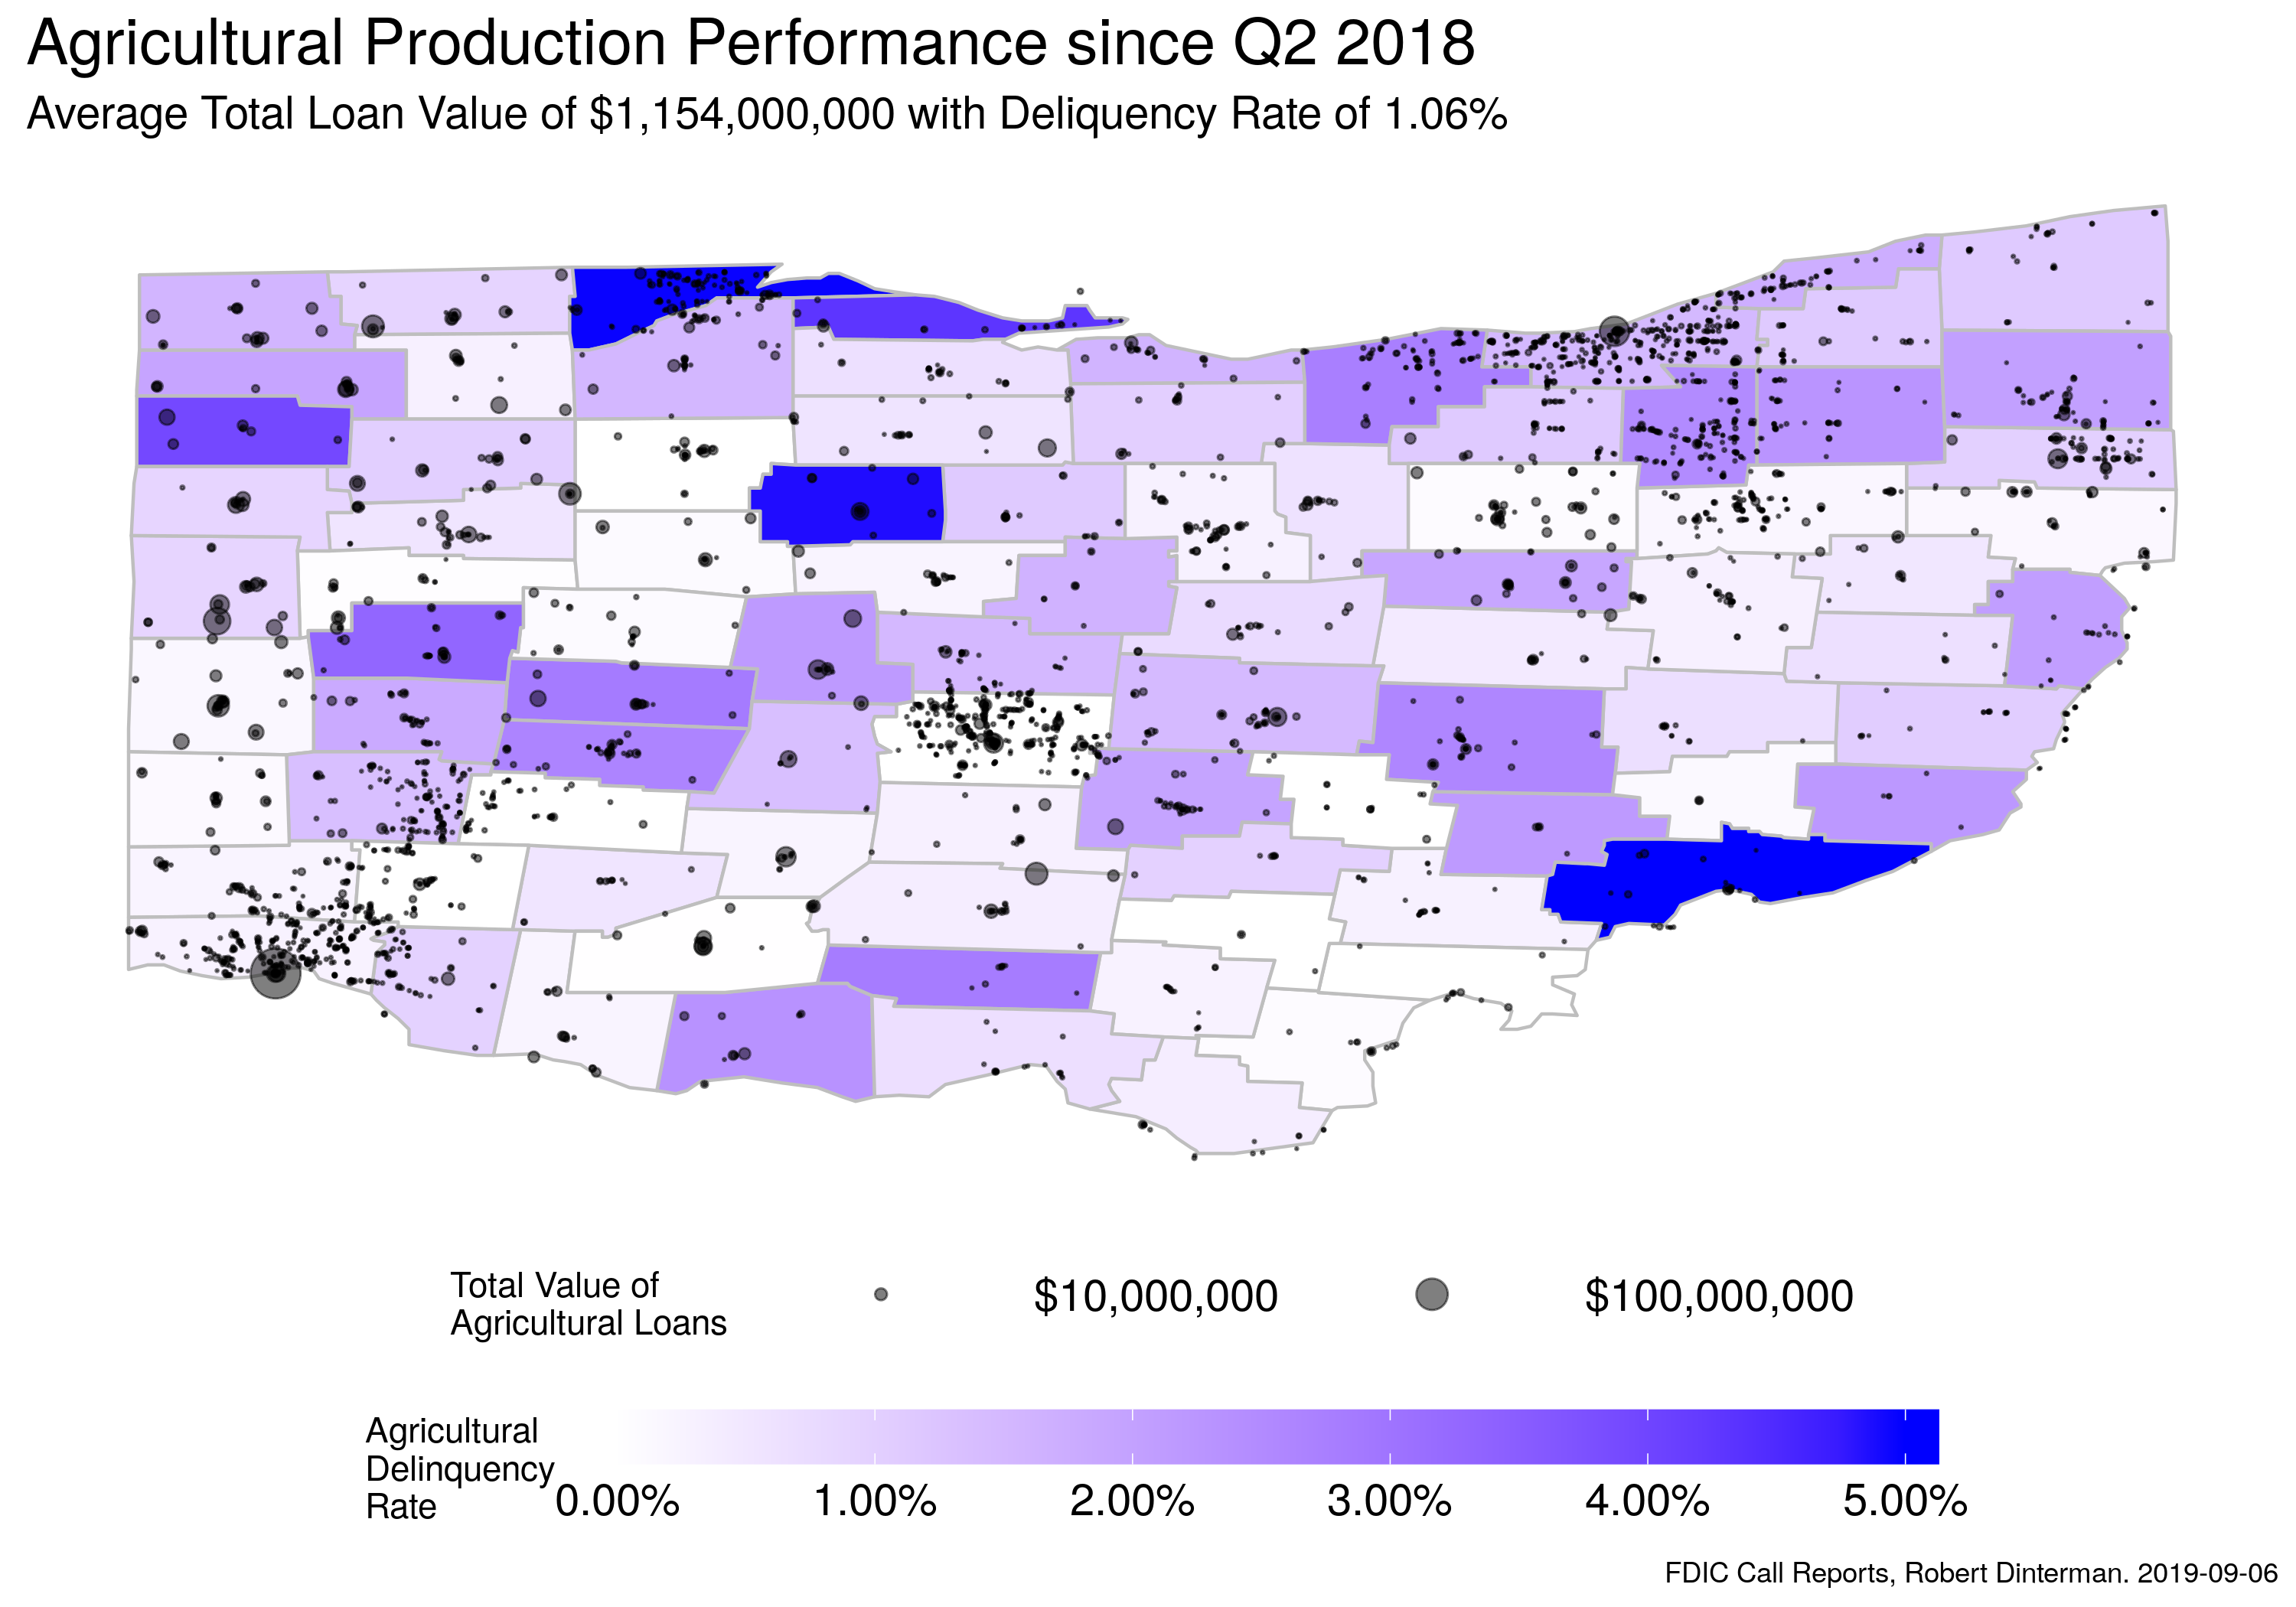 Agricultural Production Performance since Q2 2018
Average Total Loan Value of $1,154,000,000 with Deliquency Rate of 1.06%
Total Value of
Agricultural Loans
$10,000,000
$100,000,000
Agricultural
Delinquency
Rate
0.00%
1.00%
2.00%
3.00%
4.00%
5.00%
FDIC Call Reports, Robert Dinterman. 2019-09-06